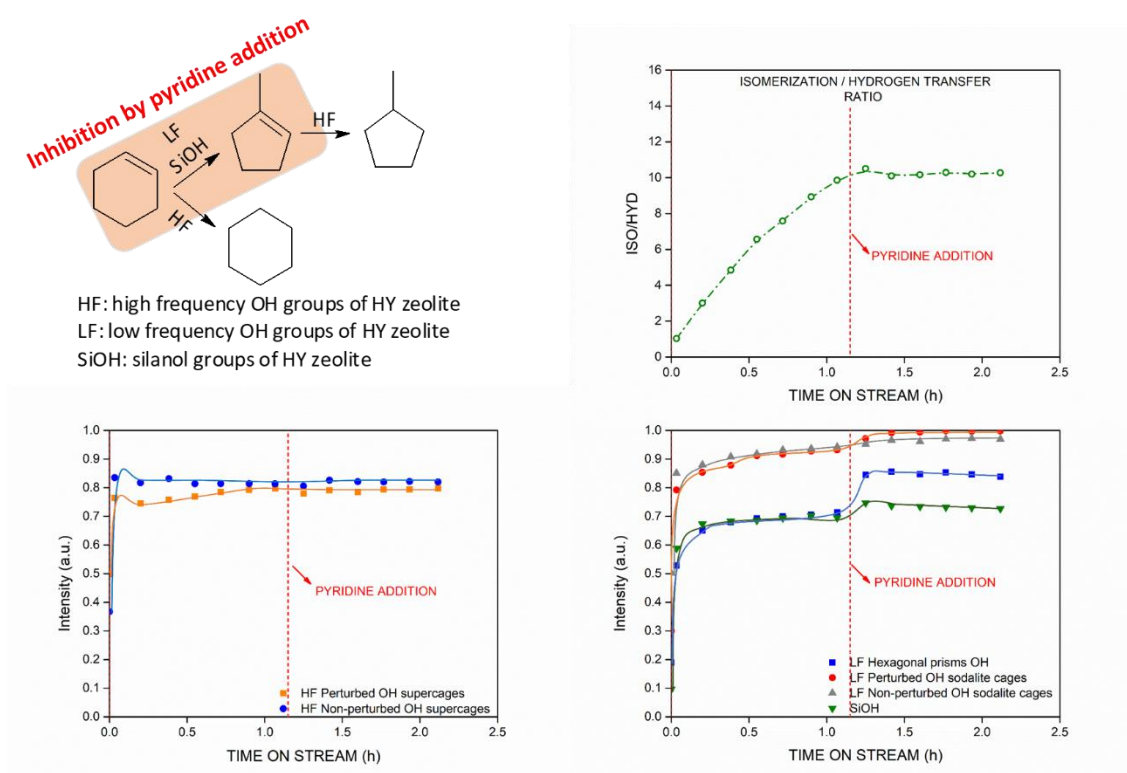 Inhibition by pyridine addition
LF
SiOH
HF
HF
HF: high frequency OH groups of HY zeolite
LF: low frequency OH groups of HY zeolite
SiOH: silanol groups of HY zeolite
ISOMERIZATION / HYDROGEN TRANSFER
RATIO
16
14
12
10
8
6
4
2
0
ISO/HYD
PYRIDINE ADDITION
0.0 0.5 1.0 1.5 2.0 2.5
TIME ON STREAM (h)
1.0
0.9
0.8
0.7
0.6
0.5
0.4
0.3
0.2
0.1
0.0
Intensity (a.u.)
PYRIDINE ADDITION
HF Perturbed OH supercages
HF Non-perturbed OH supercages
0.0 0.5 1.0 1.5 2.0 2.5
TIME ON STREAM (h)
1.0
0.9
0.8
0.7
0.6
0.5
0.4
0.3
0.2
0.1
0.0
Intensity (a.u.)
PYRIDINE ADDITION
LF Hexagonal prisms OH
LF Perturbed OH sodalite cages
LF Non-perturbed OH sodalite cages
SiOH
0.0 0.5 1.0 1.5 2.0 2.5
TIME ON STREAM (h)